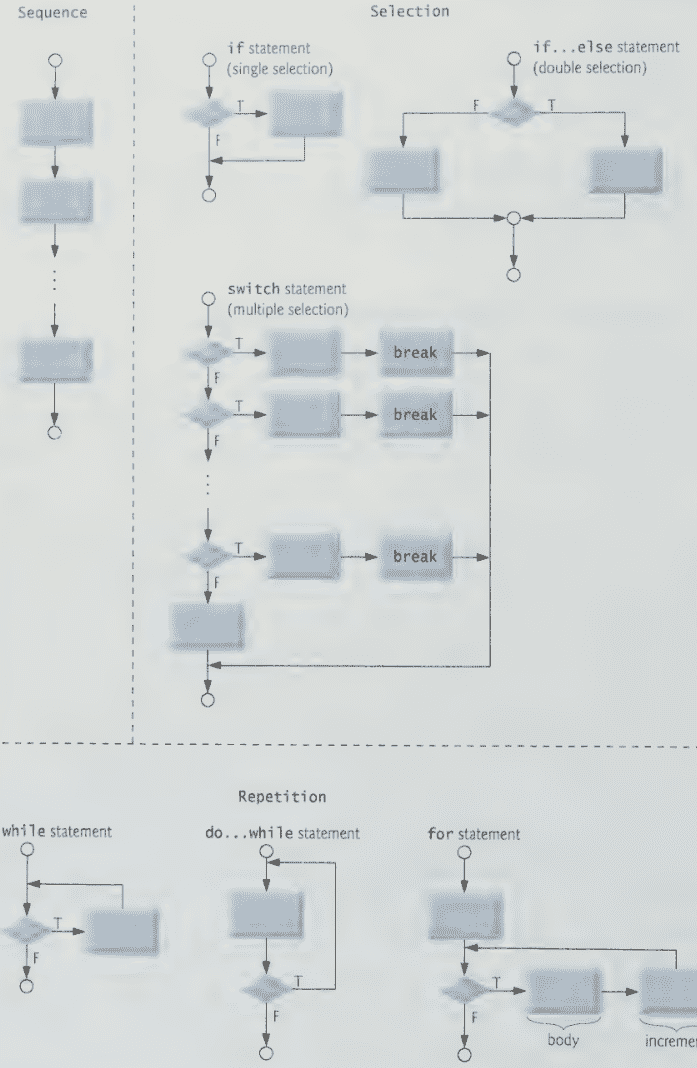 Sequence
Selection
if statement
(single selection)
T
F
if...else statement
(double selection)
F
T
switch statement
(multiple selection)
T
break
F
T
break
F
T
break
F
Repetition
while statement
T
F
do...while statement
T
F
for statement
T
F
body
incremen